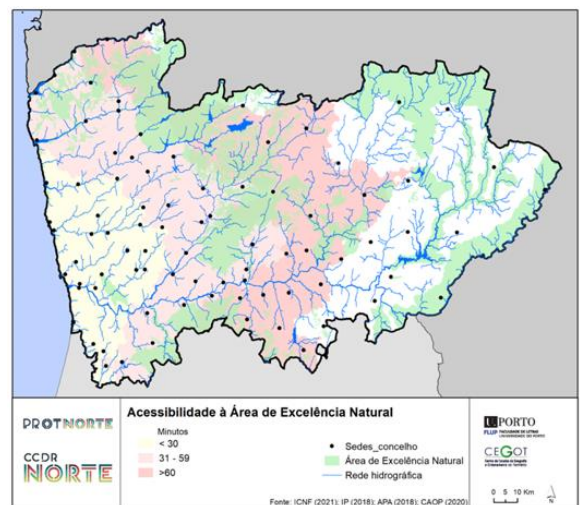 PROTNORTE
CCDR
NORTE
Acessibilidade à Área de Excelência Natural
Minutos
< 30
31 - 59
>60
Sedes_concelho
Área de Excelência Natural
Rede hidrográfica
U.PORTO
FLUP FACULDADE DE LETRAS
UNIVERSIDADE DO PORTO
CEGOT
0 5 10 Km
N
Fonte: ICNF (2021); IP (2018); APA (2018); CAOP (2020)